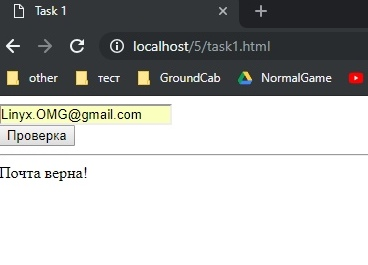 Task 1
localhost/5/task1.html
other тест GroundCab NormalGame
Linyx.OMG@gmail.com
Проверка
Почта верна!